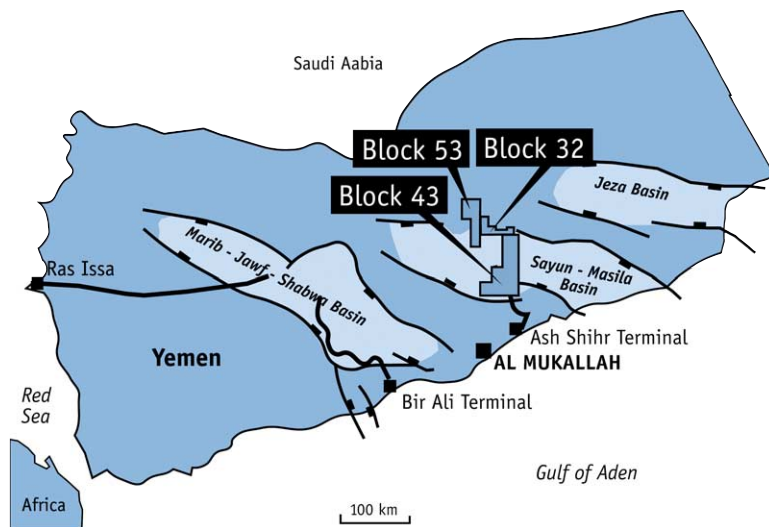 Saudi Aabia
Block 53
Block 32
Block 43
Jeza Basin
Marib - Jawf - Shabwa Basin
Sayun - Masila
Basin
Ras Issa
Ash Shihr Terminal
Yemen
AL MUKALLAH
Bir Ali Terminal
Red
Sea
Gulf of Aden
Africa
100 km